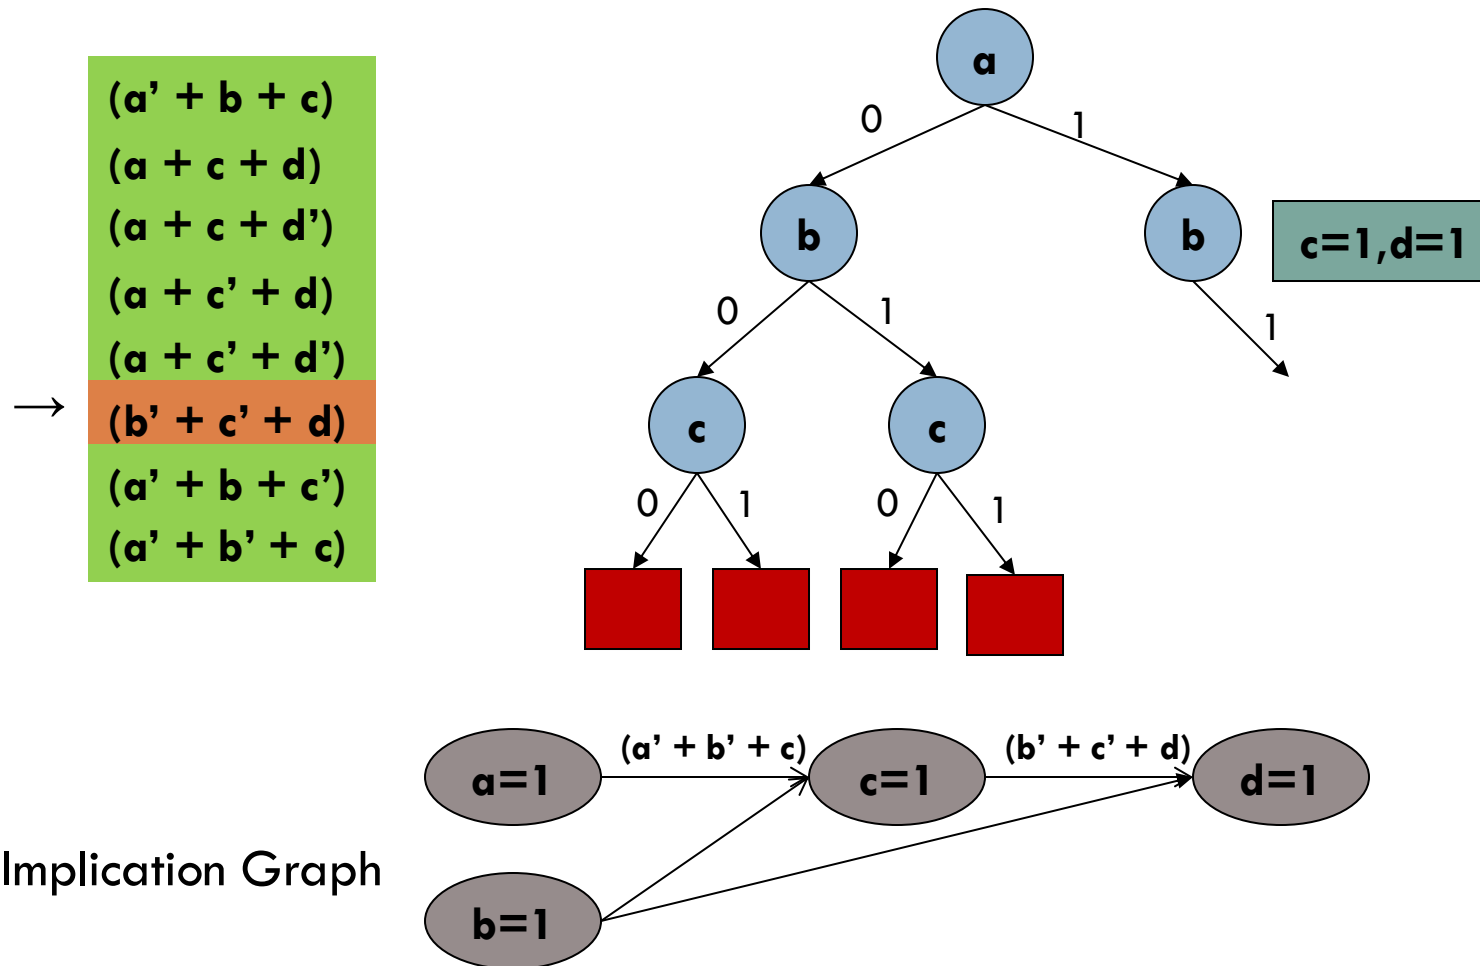 (a’ + b + c)
(a + c + d)
(a + c + d’)
(a + c’ + d)
(a + c’ + d’)
→ (b’ + c’ + d)
(a’ + b + c’)
(a’ + b’ + c)
a
0 1
b b c=1,d=1
0 1 1
c c
0 1 0 1
(a’ + b’ + c) (b’ + c’ + d)
a=1 c=1 d=1
Implication Graph
b=1